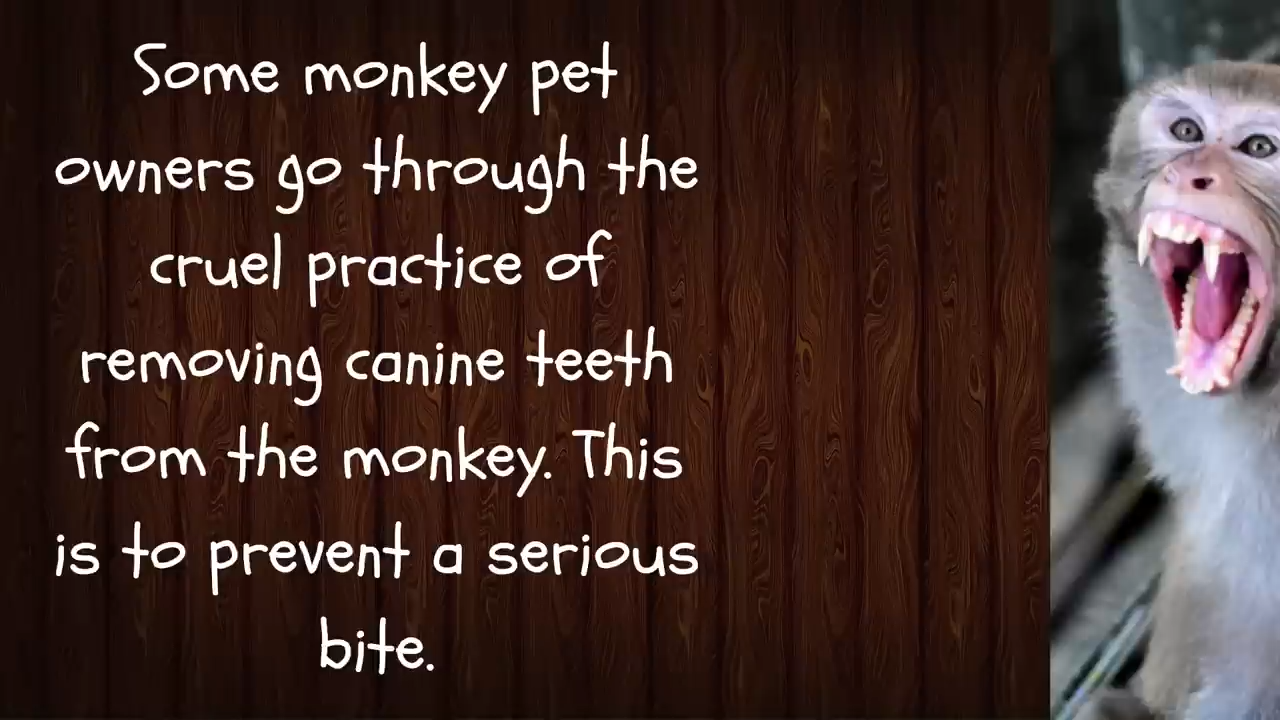 Some monkey pet
owners go through the
cruel practice of
removing canine teeth
from the monkey. This
is to prevent a serious
bite.